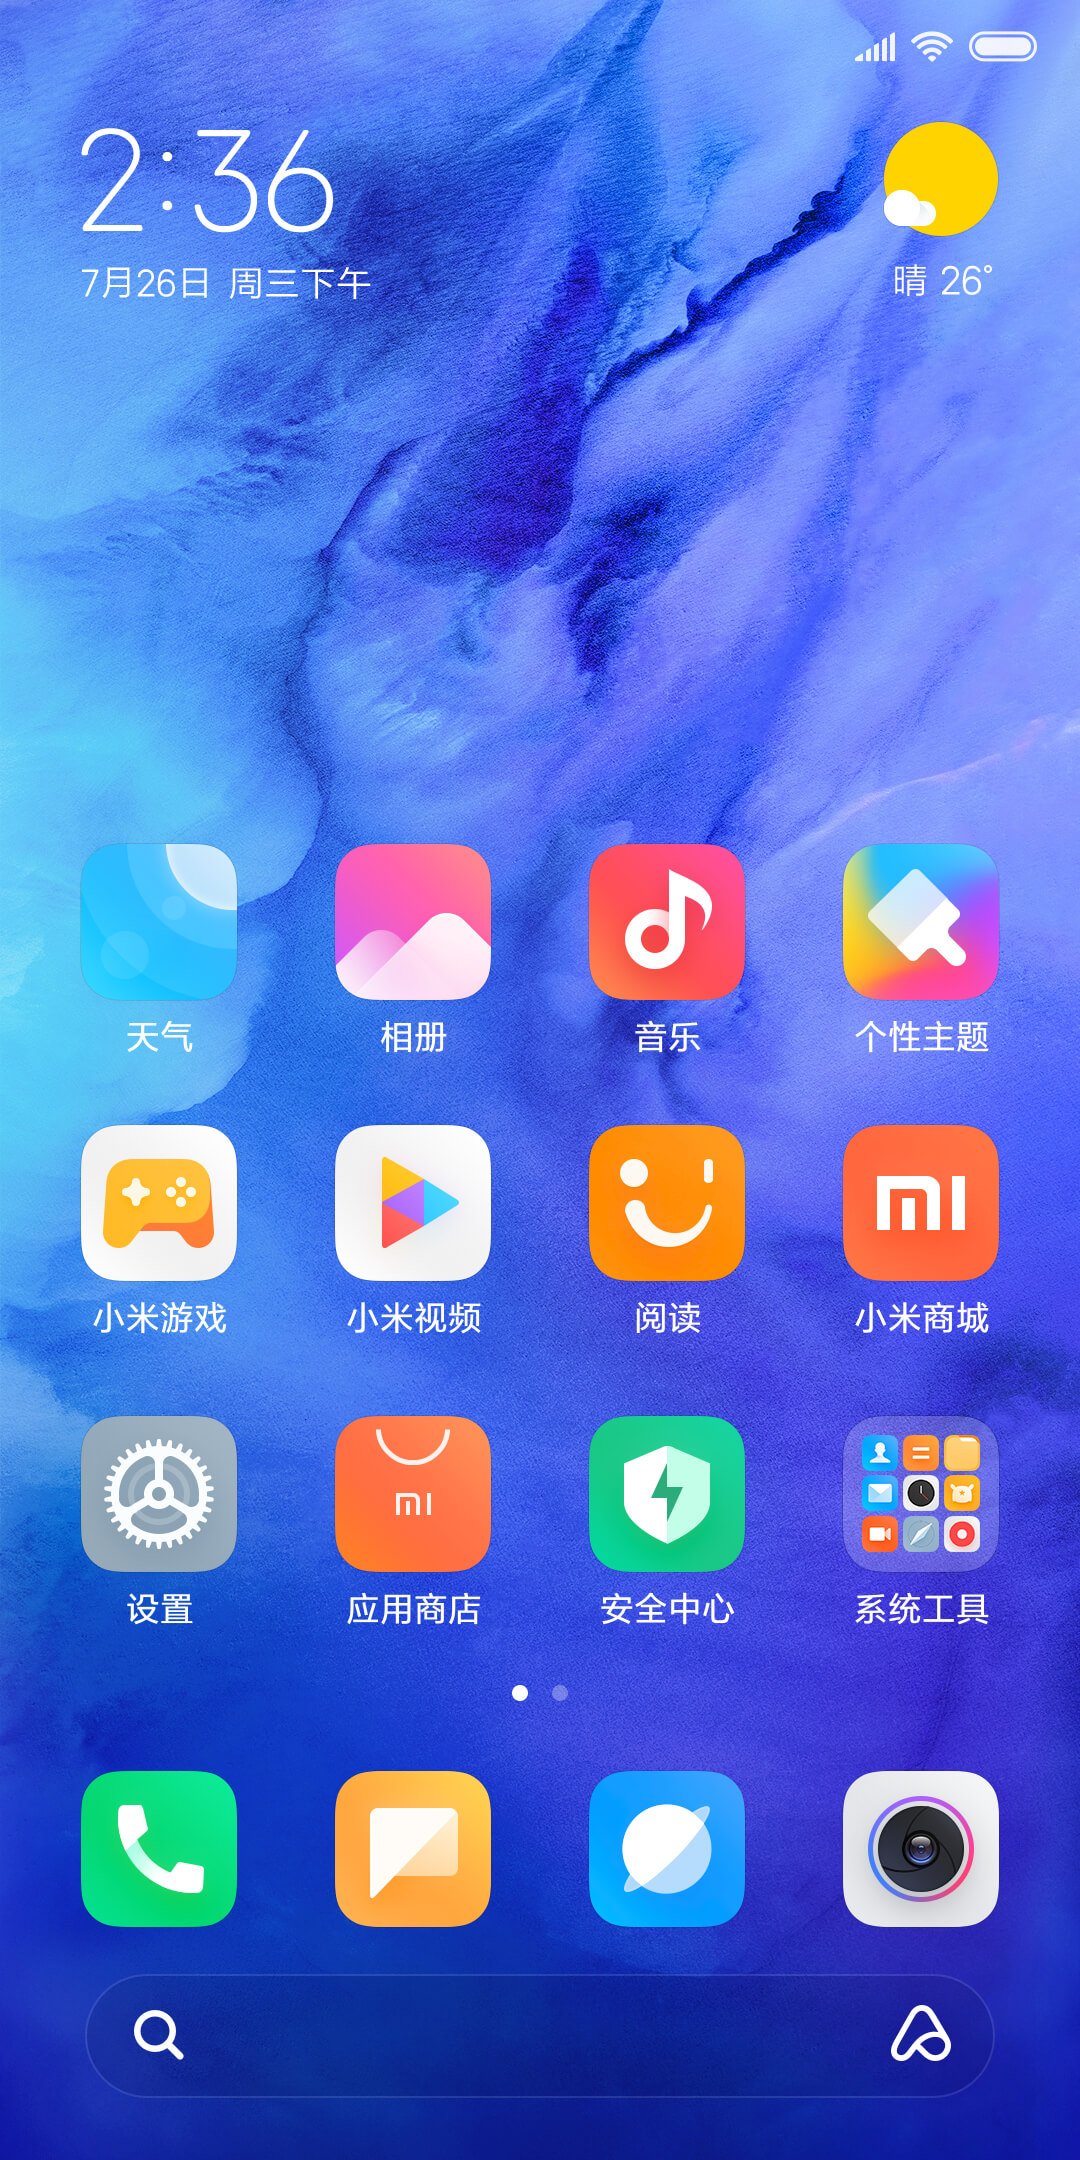 2:36
7月26日 周三下午
晴 26°
天气
相册
音乐
个性主题
小米游戏
小米视频
阅读
mi
小米商城
设置
mi
应用商店
安全中心
系统工具